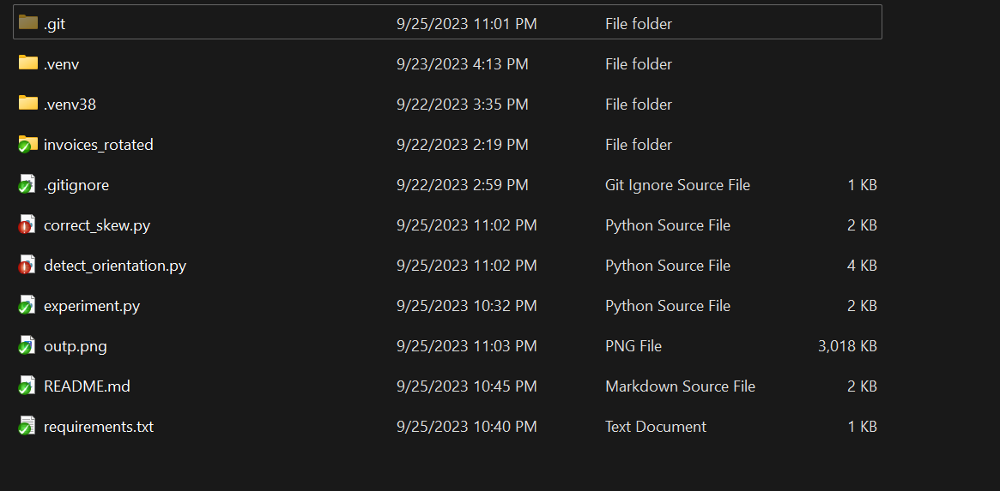 .git 9/25/2023 11:01 PM File folder
.venv 9/23/2023 4:13 PM File folder
.venv38 9/22/2023 3:35 PM File folder
invoices_rotated 9/22/2023 2:19 PM File folder
.gitignore 9/22/2023 2:59 PM Git Ignore Source File 1 KB
correct_skew.py 9/25/2023 11:02 PM Python Source File 2 KB
detect_orientation.py 9/25/2023 11:02 PM Python Source File 4 KB
experiment.py 9/25/2023 10:32 PM Python Source File 2 KB
outp.png 9/25/2023 11:03 PM PNG File 3,018 KB
README.md 9/25/2023 10:45 PM Markdown Source File 2 KB
requirements.txt 9/25/2023 10:40 PM Text Document 1 KB